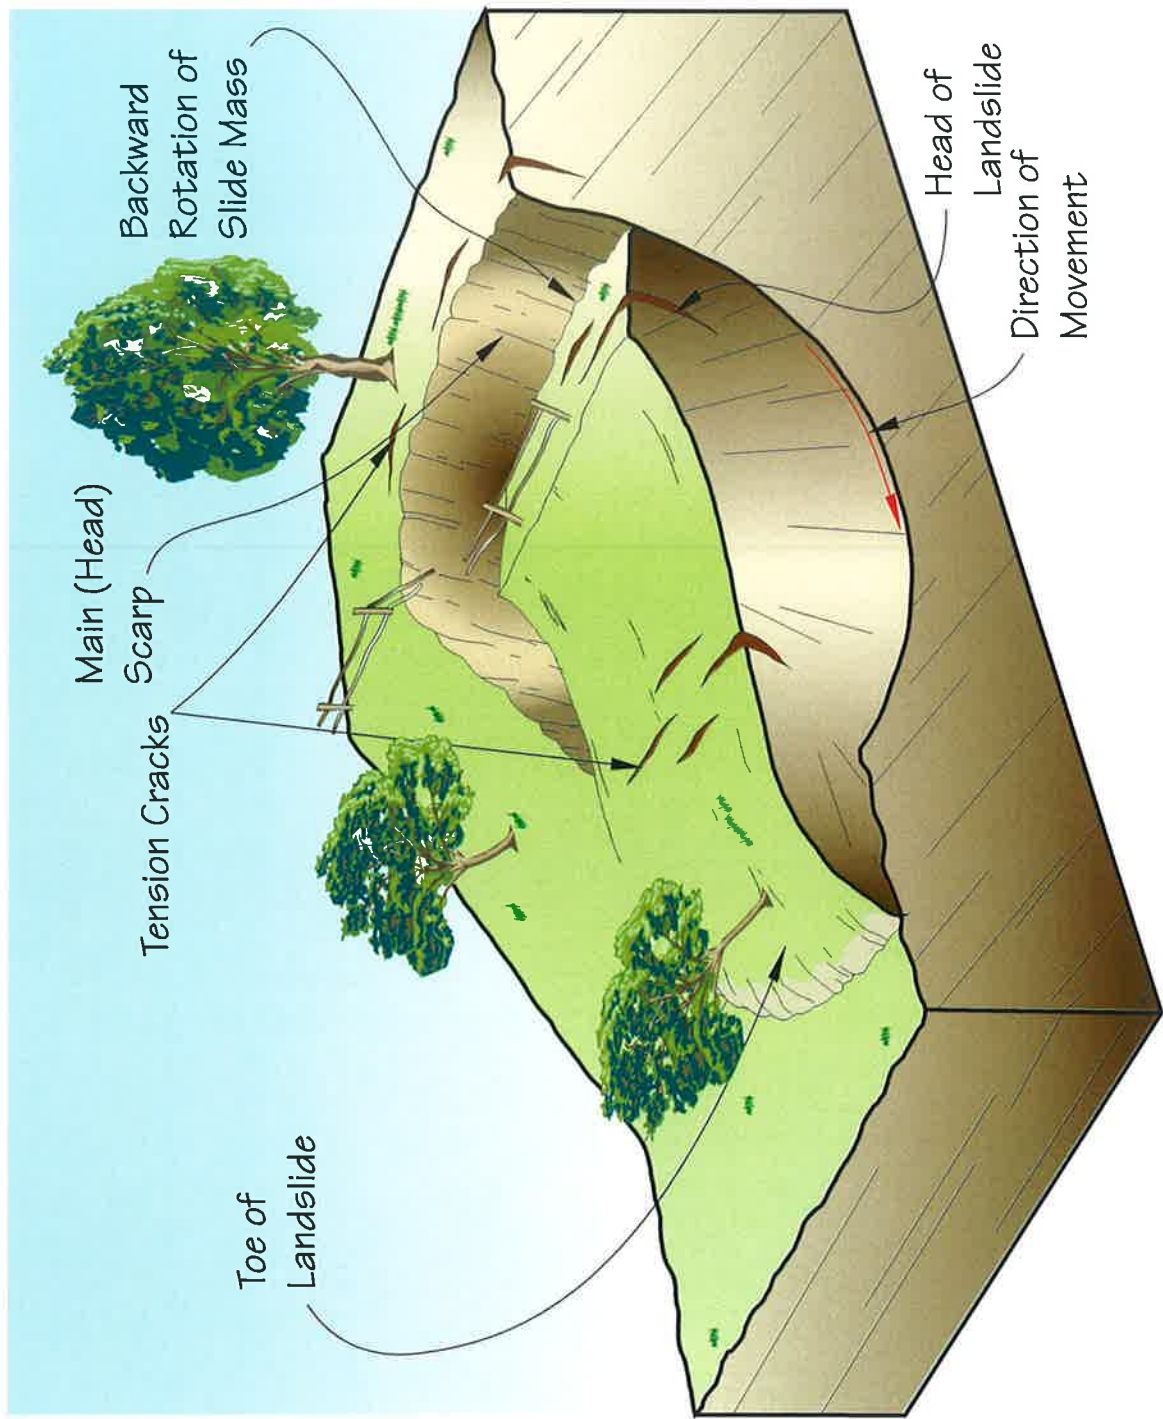 Toe of
Landslide
Tension Cracks
Main (Head)
Scarp
Backward
Rotation of
Slide Mass
Head of
Landslide
Direction of
Movement